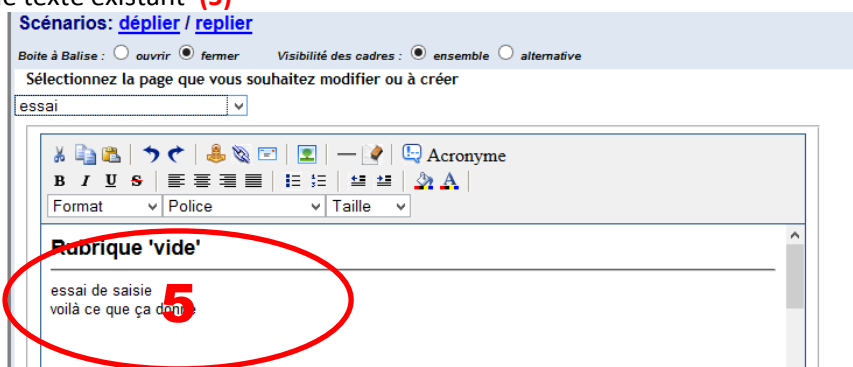 texte existant (5)
Scénarios: déplier / replier
Boite à Balise : ouvrir fermer Visibilité des cadres : ensemble alternative
Sélectionnez la page que vous souhaitez modifier ou à créer
essai
Acronyme
B I U S
Format Police Taille
Rubrique 'vide'
essai de saisie
voilà ce que ça donne
5